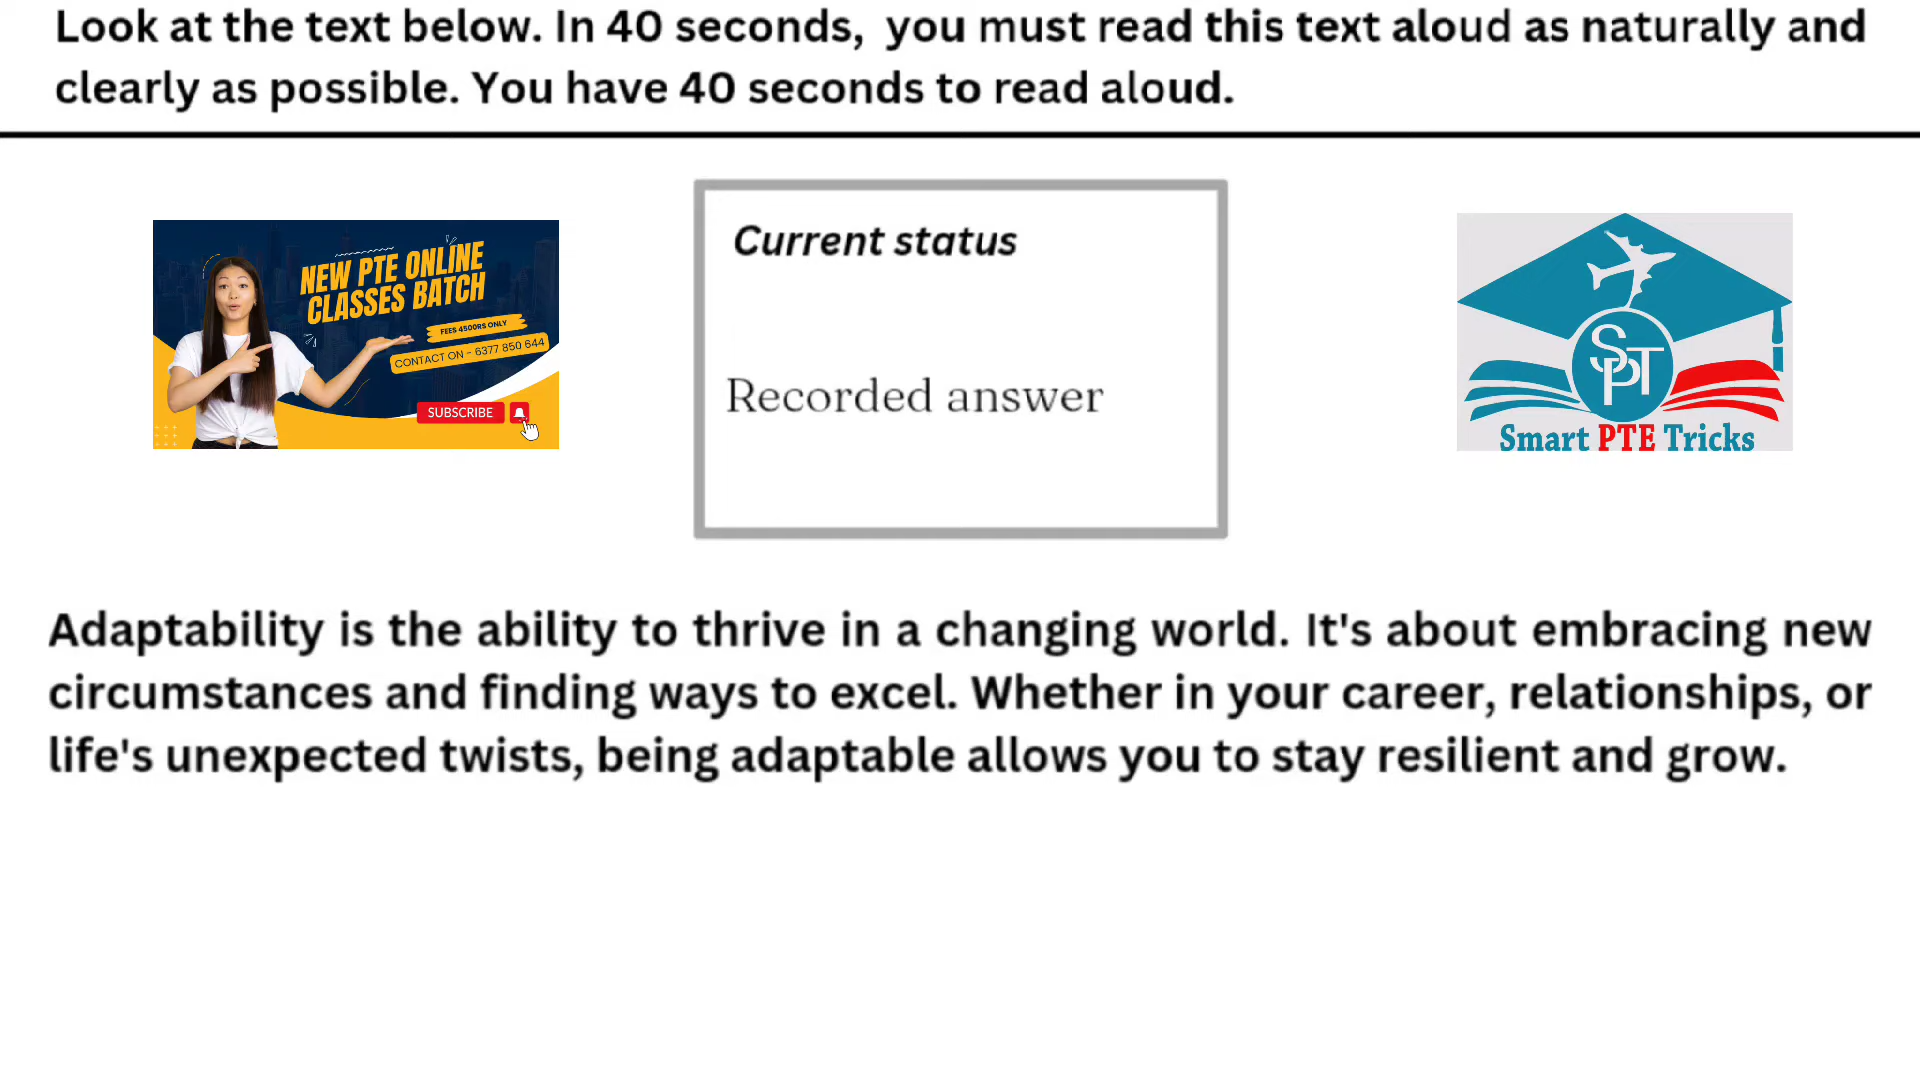 Look at the text below. In 40 seconds, you must read this text aloud as naturally and
clearly as possible. You have 40 seconds to read aloud.
NEW PTE ONLINE
CLASSES BATCH
FEES 4500RS ONLY
CONTACT ON - 6377 850 644
SUBSCRIBE
Current status
Recorded answer
SPT
Smart PTE Tricks
Adaptability is the ability to thrive in a changing world. It's about embracing new
circumstances and finding ways to excel. Whether in your career, relationships, or
life's unexpected twists, being adaptable allows you to stay resilient and grow.